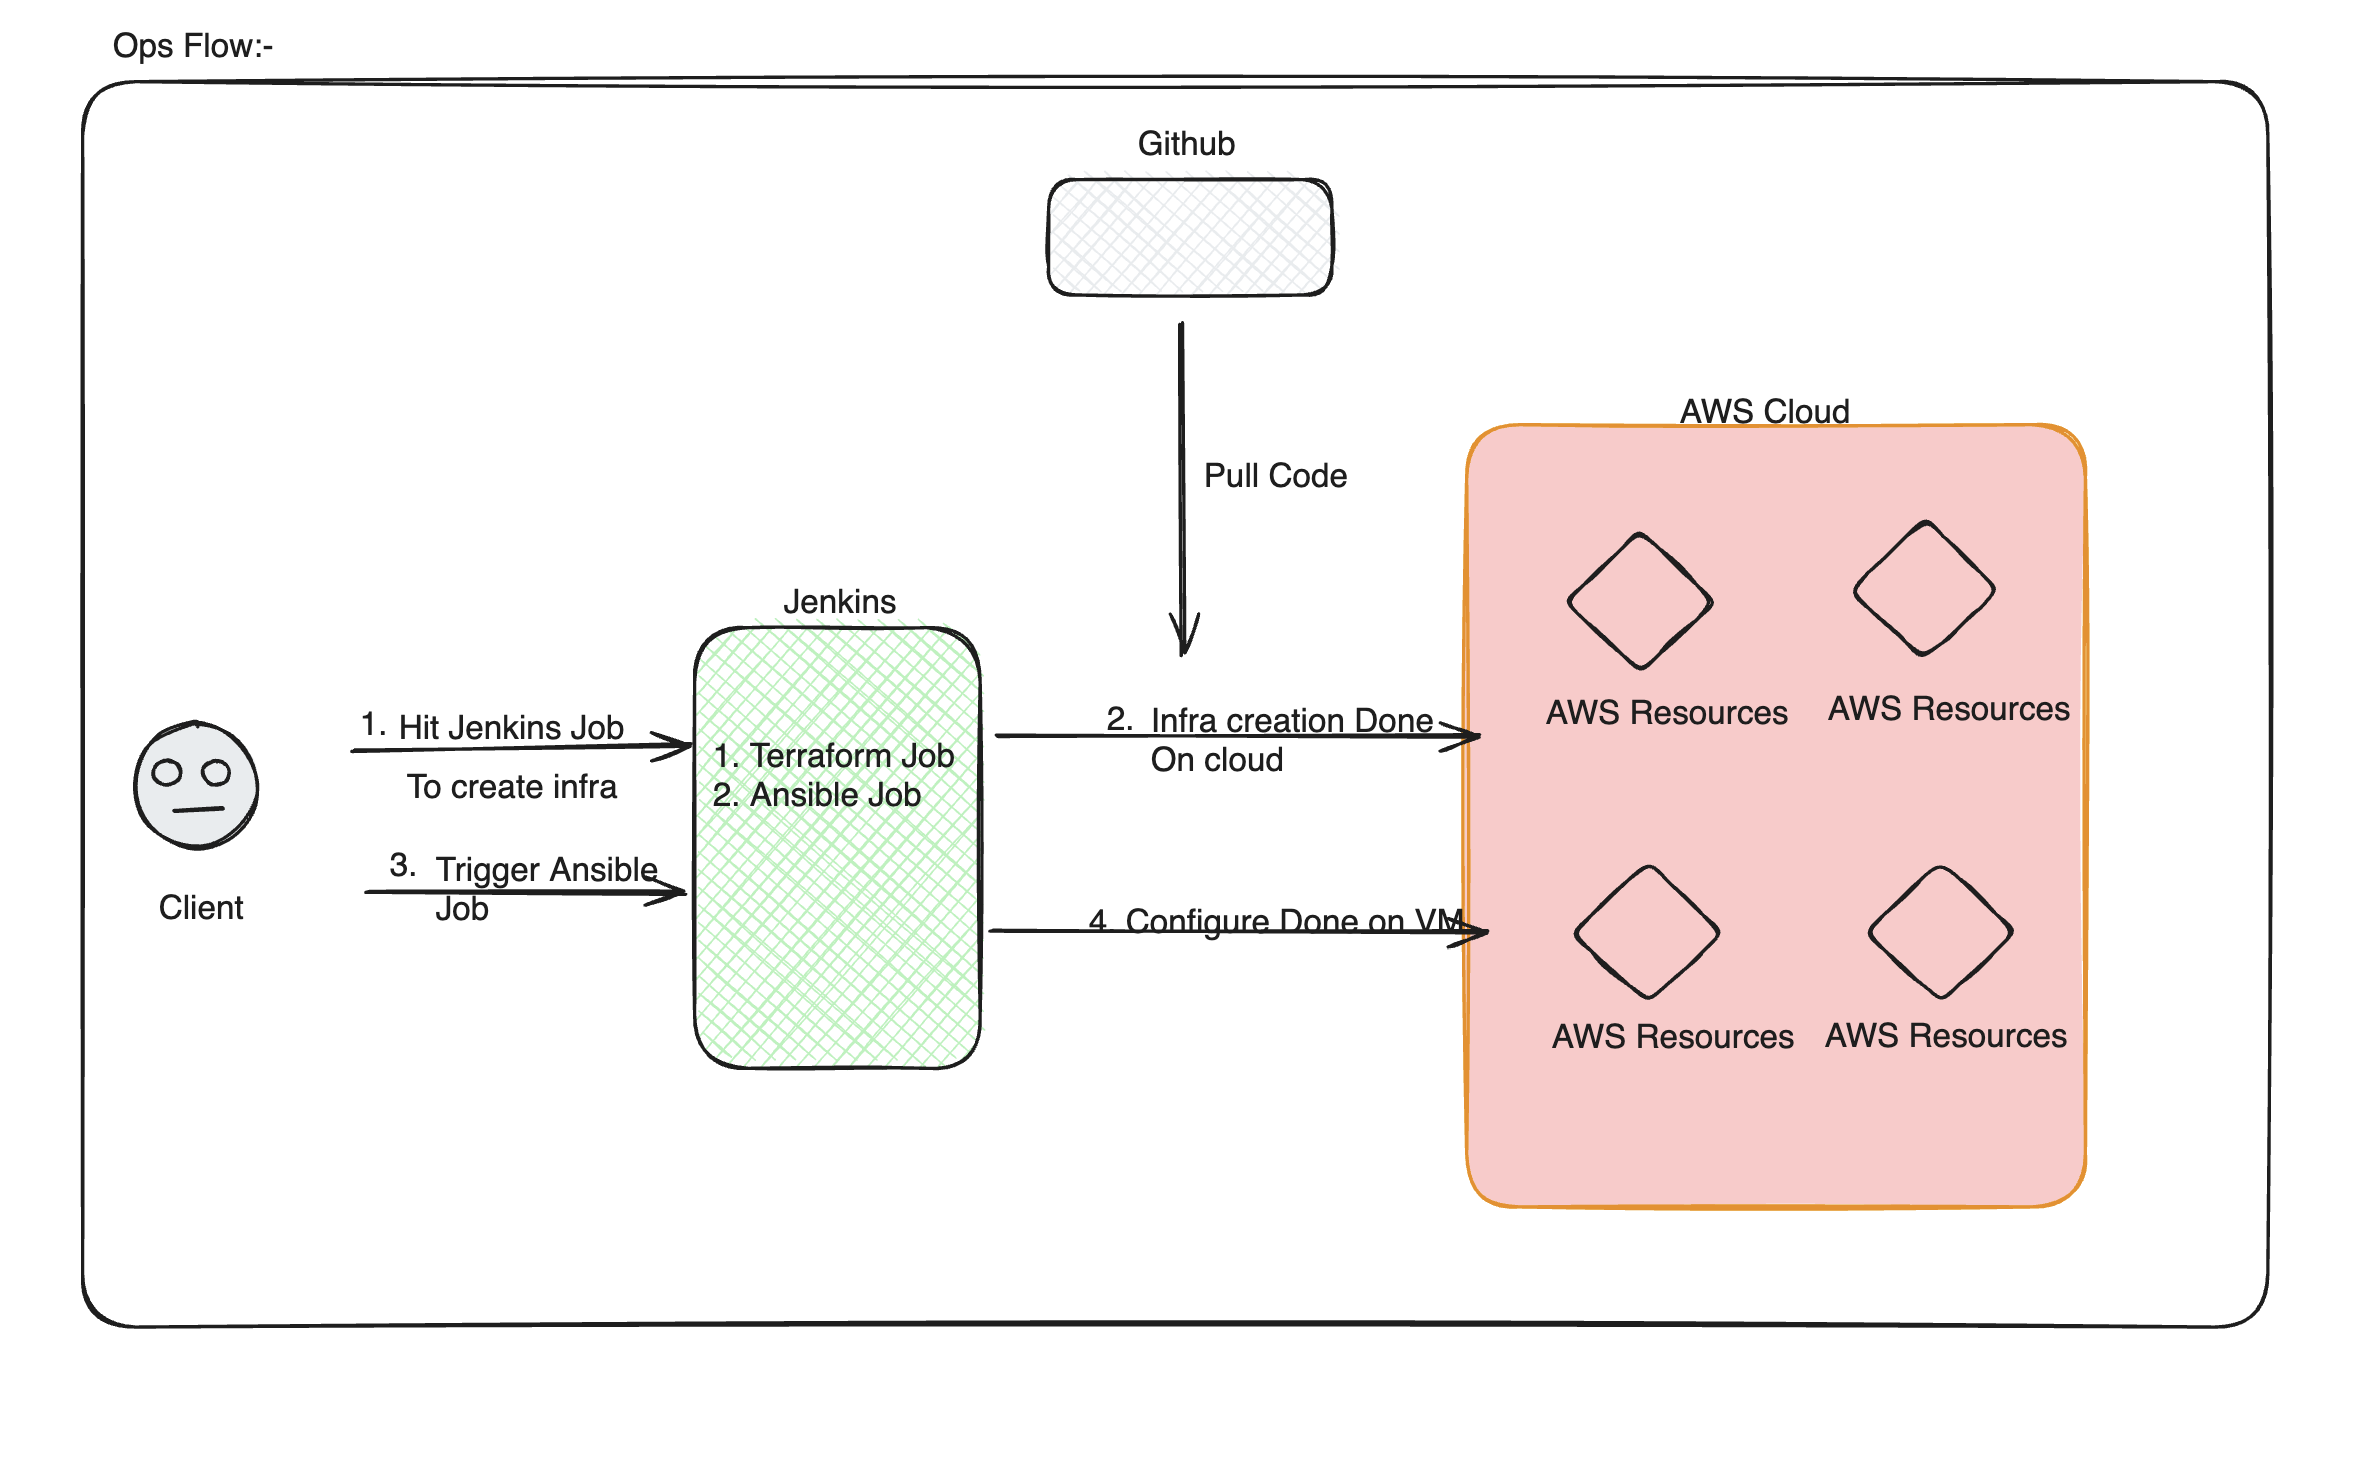 Ops Flow:-
Github
Pull Code
AWS Cloud
Jenkins
1. Hit Jenkins Job
To create infra
1. Terraform Job
2. Ansible Job
2. Infra creation Done
On cloud
3. Trigger Ansible
Job
4 Configure Done on VM
Client
AWS Resources
AWS Resources
AWS Resources
AWS Resources